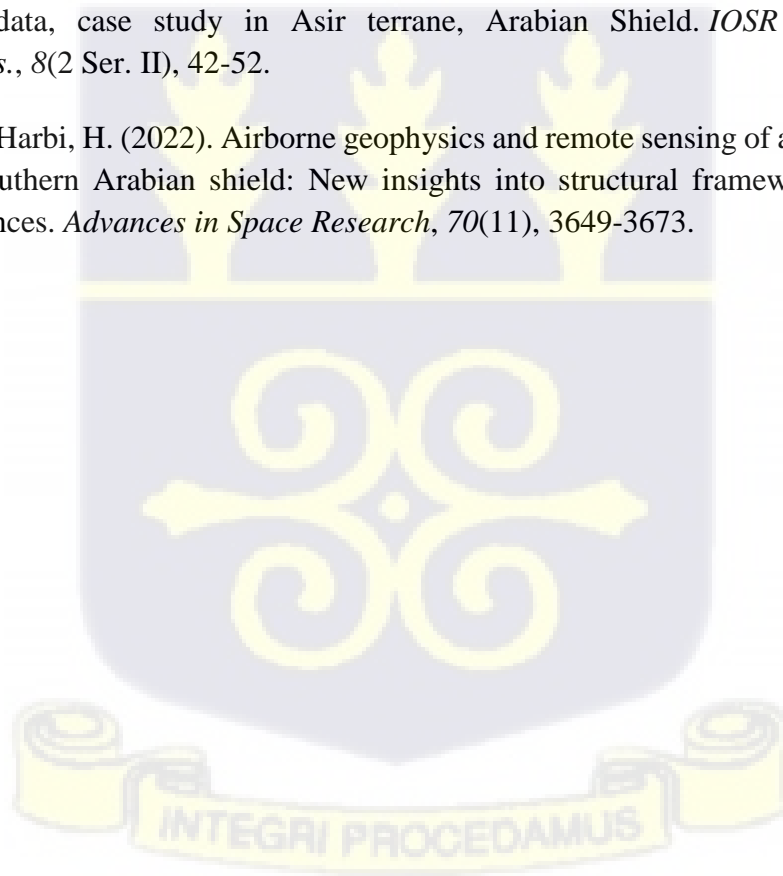 data, case study in Asir terrane, Arabian Shield. IOSR
s., 8(2 Ser. II), 42-52.
Harbi, H. (2022). Airborne geophysics and remote sensing of a
uthern Arabian shield: New insights into structural framew
nces. Advances in Space Research, 70(11), 3649-3673.
INTEGRI PROCEDAMUS